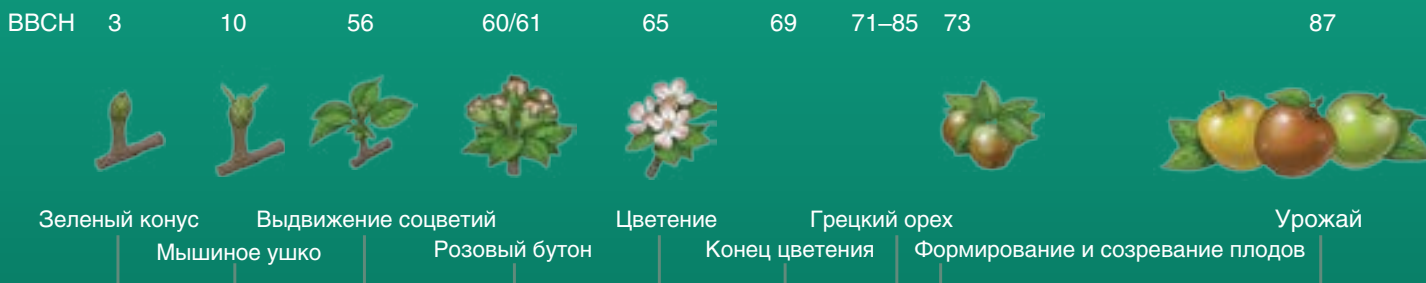 BBCH 3 10 56 60/61 65 69 71–85 73 87
Зеленый конус Выдвижение соцветий Цветение Грецкий орех Урожай
Мышиное ушко Розовый бутон Конец цветения Формирование и созревание плодов